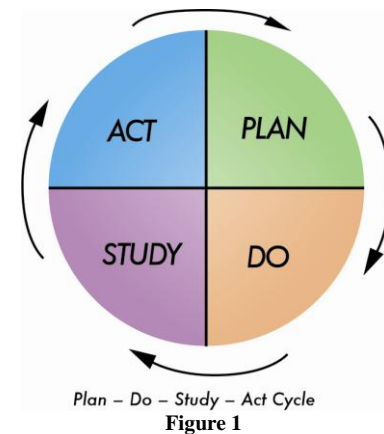 ACT
PLAN
STUDY
DO
Plan – Do – Study – Act Cycle
Figure 1